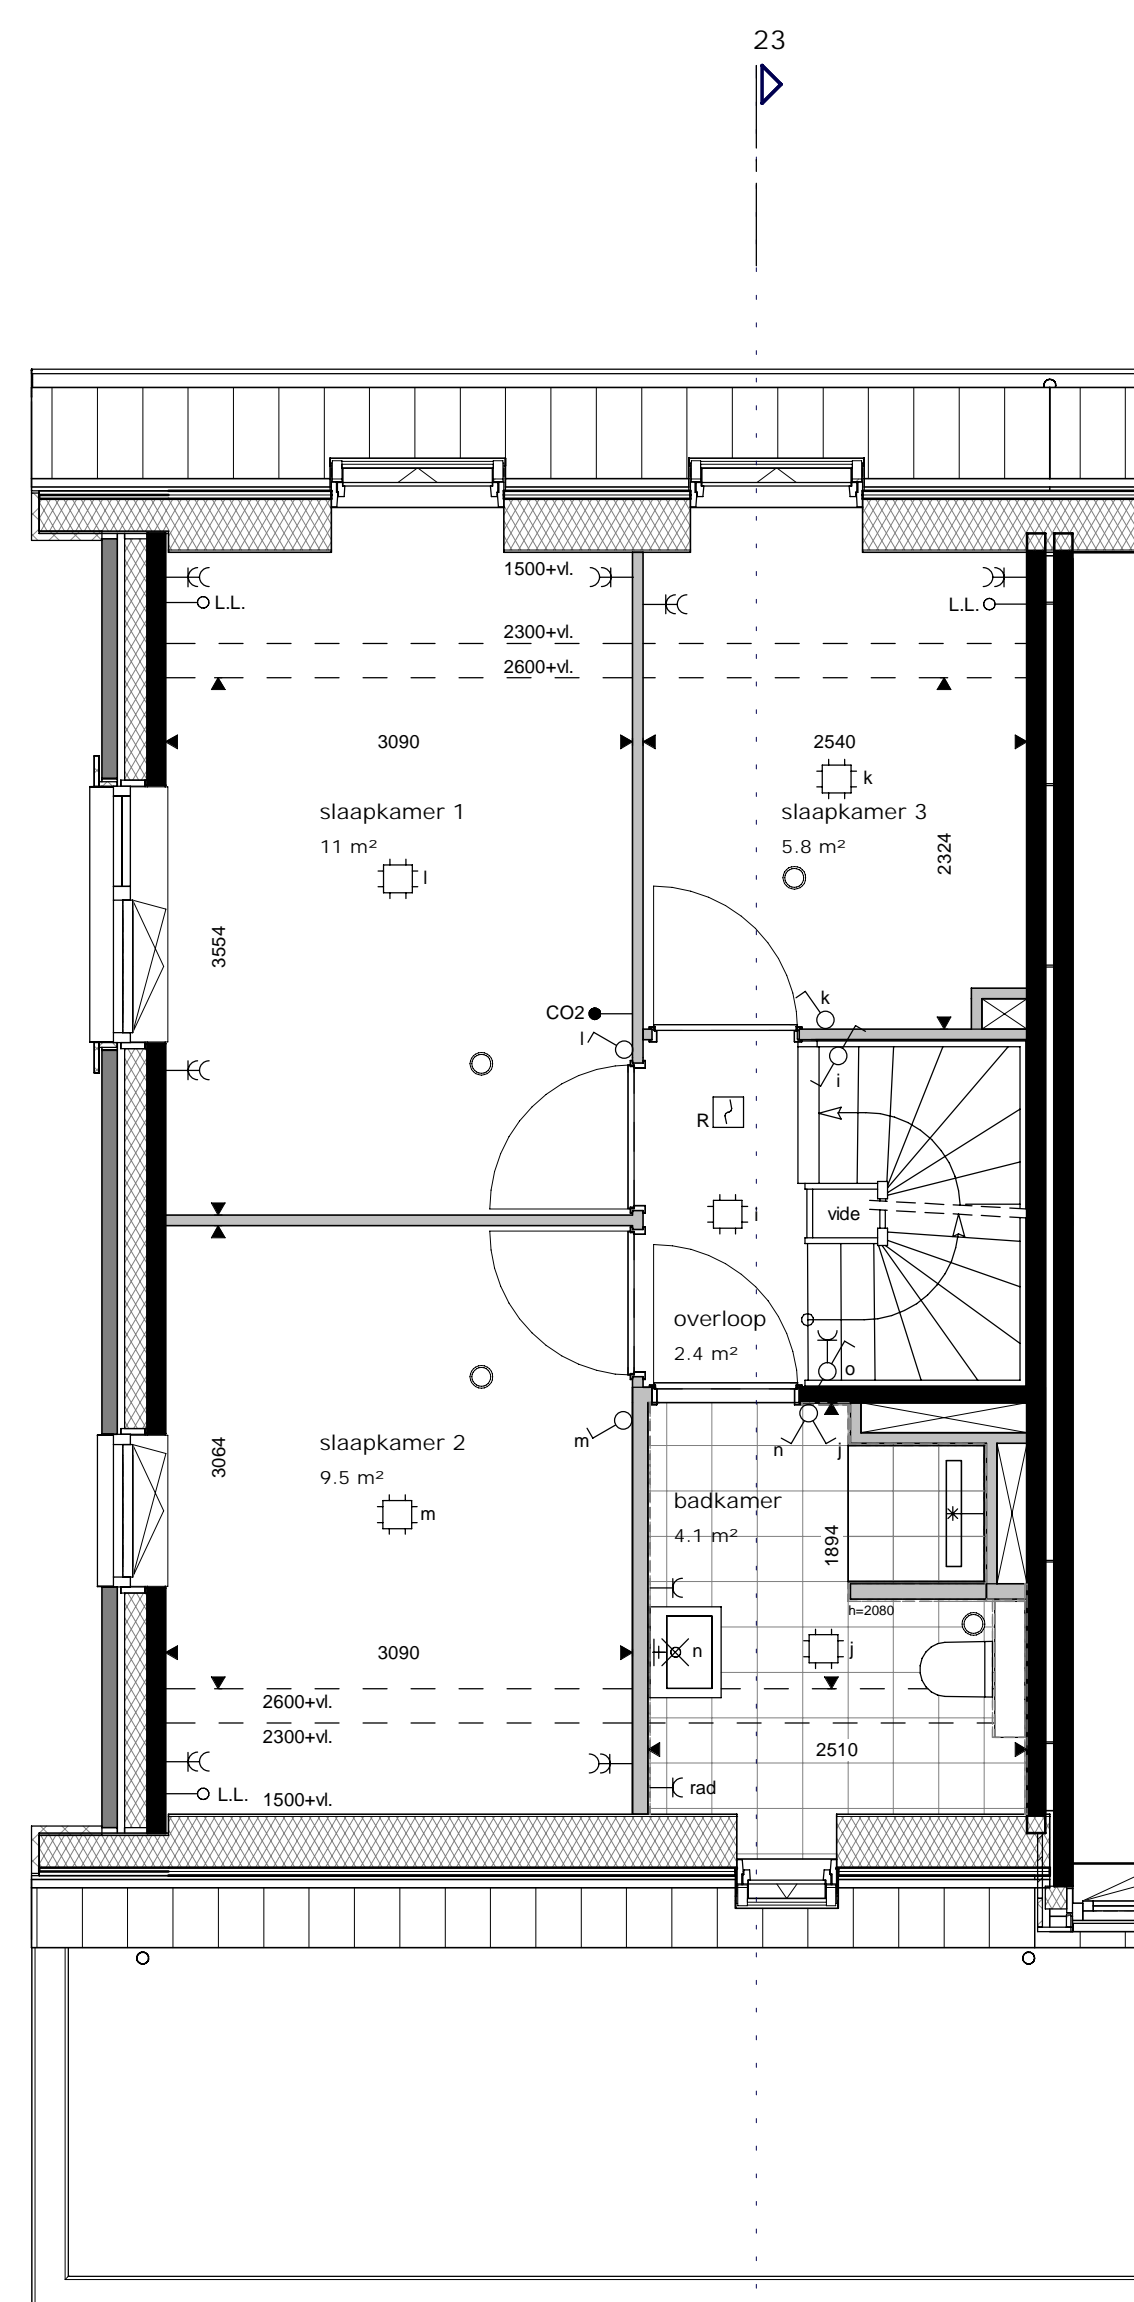 23
1500+vl.
L.L.
L.L.
2300+vl.
2600+vl.
3090
2540
k
slaapkamer 1
11 m²
l
slaapkamer 3
5.8 m²
2324
3554
CO2
l
k
i
R
i
vide
overloop
2.4 m²
o
m
n
j
slaapkamer 2
9.5 m²
m
3064
badkamer
4.1 m²
1894
h=2080
n
j
3090
2600+vl.
2300+vl.
2510
L.L.
1500+vl.
rad